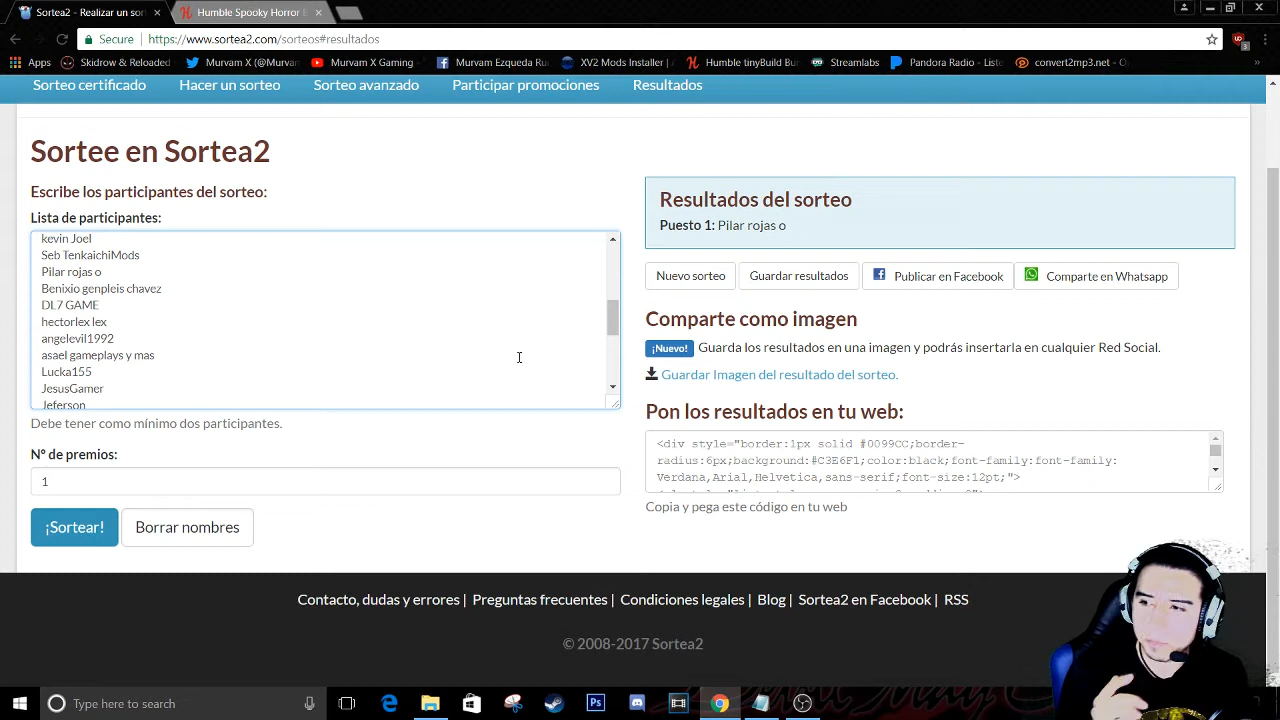 Sortea2 - Realizar un sort
Humble Spooky Horror B
Secure
https://www.sortea2.com/sorteos#resultados
Apps
Skidrow & Reloaded
Murvam X (@Murvam
Murvam X Gaming -
Murvam Ezqueda Ru
XV2 Mods Installer |
Humble tinyBuild Bun
Streamlabs
Pandora Radio - Liste
convert2mp3.net - O
Sorteo certificado
Hacer un sorteo
Sorteo avanzado
Participar promociones
Resultados
Sortee en Sortea2
Escribe los participantes del sorteo:
Lista de participantes:
kevin Joel
Seb TenkaichiMods
Pilar rojas o
Benixio genpleis chavez
DL7 GAME
hectorlex lex
angelevil1992
asael gameplays y mas
Lucka155
JesusGamer
Jeferson
Debe tener como mínimo dos participantes.
Nº de premios:
1
¡Sortear!
Borrar nombres
Resultados del sorteo
Puesto 1: Pilar rojas o
Nuevo sorteo
Guardar resultados
Publicar en Facebook
Comparte en Whatsapp
Comparte como imagen
¡Nuevo! Guarda los resultados en una imagen y podrás insertarla en cualquier Red Social.
Guardar Imagen del resultado del sorteo.
Pon los resultados en tu web:
<div style="border:1px solid #0099CC;border-
radius:6px;background:#C3E6F1;color:black;font-family:font-family:
Verdana,Arial,Helvetica,sans-serif;font-size:12pt;">
Copia y pega este código en tu web
Contacto, dudas y errores | Preguntas frecuentes | Condiciones legales | Blog | Sortea2 en Facebook | RSS
© 2008-2017 Sortea2
Type here to search